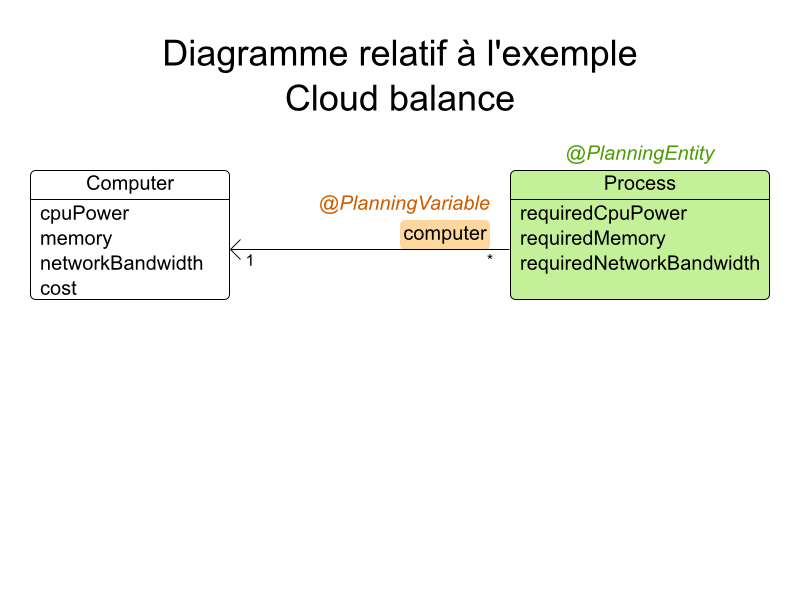 Diagramme relatif à l'exemple
Cloud balance
@PlanningEntity
Computer
cpuPower
memory
networkBandwidth
cost
@PlanningVariable
computer
1
*
Process
requiredCpuPower
requiredMemory
requiredNetworkBandwidth